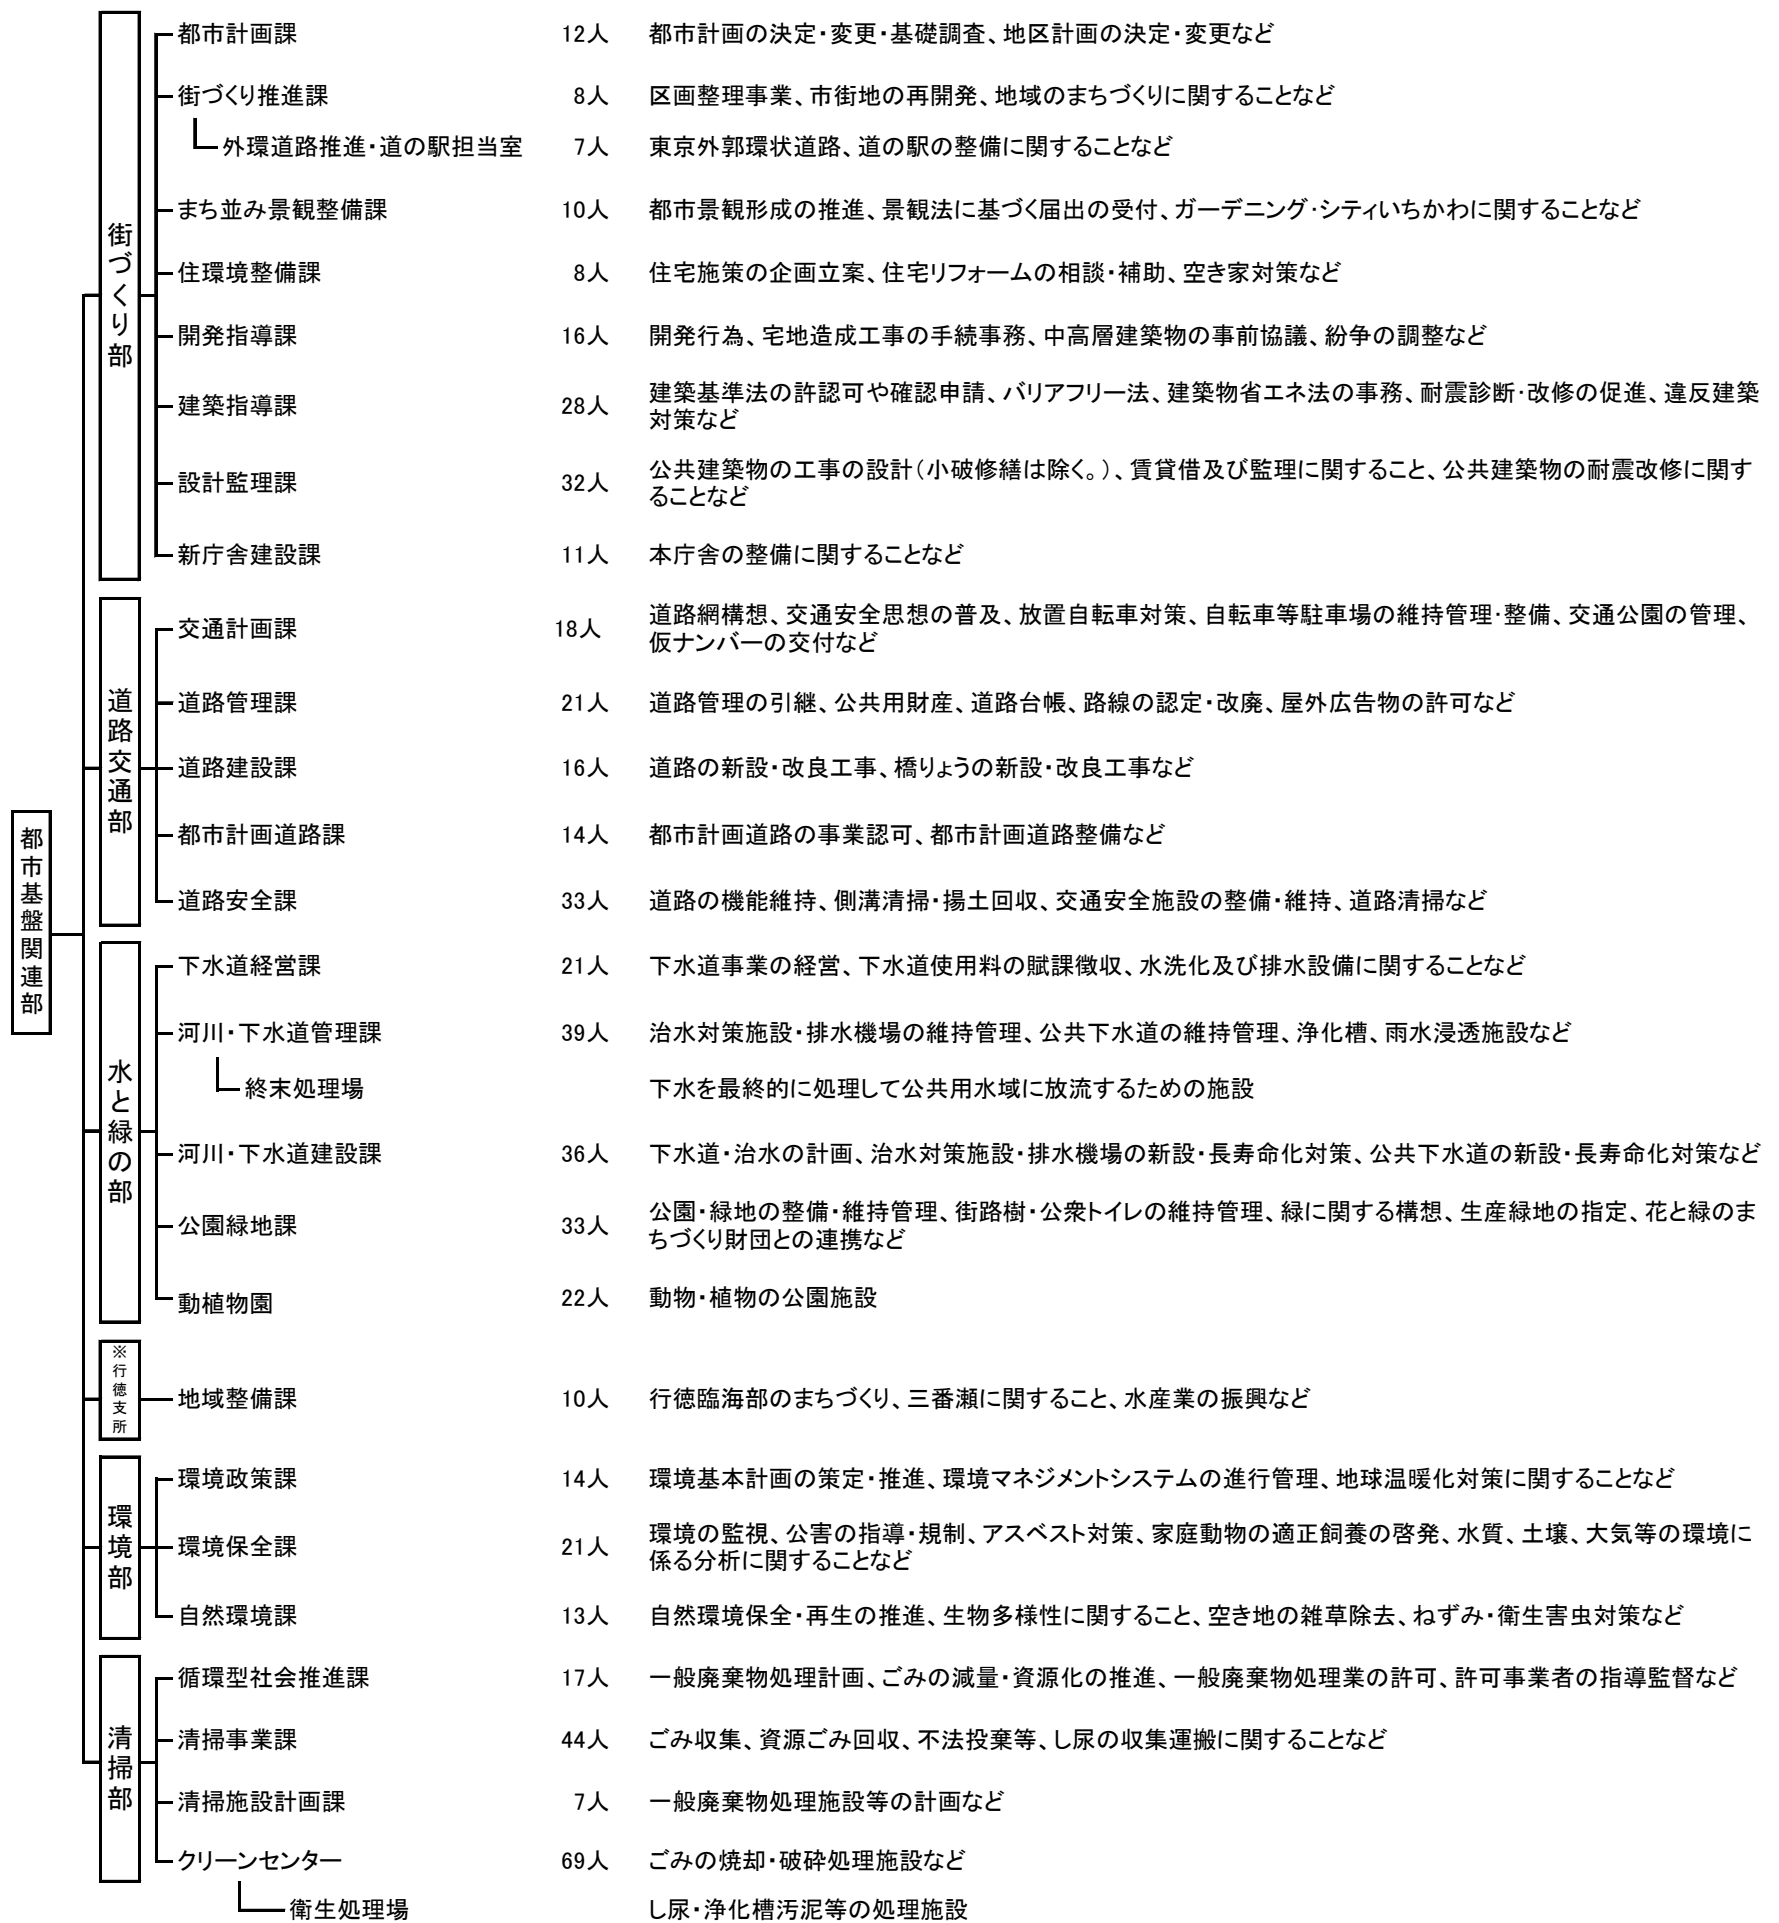 都市基盤関連部
街づくり部
都市計画課 12人 都市計画の決定・変更・基礎調査、地区計画の決定・変更など
街づくり推進課 8人 区画整理事業、市街地の再開発、地域のまちづくりに関することなど
外環道路推進・道の駅担当室 7人 東京外郭環状道路、道の駅の整備に関することなど
まち並み景観整備課 10人 都市景観形成の推進、景観法に基づく届出の受付、ガーデニング・シティいちかわに関することなど
住環境整備課 8人 住宅施策の企画立案、住宅リフォームの相談・補助、空き家対策など
開発指導課 16人 開発行為、宅地造成工事の手続事務、中高層建築物の事前協議、紛争の調整など
建築指導課 28人 建築基準法の許認可や確認申請、バリアフリー法、建築物省エネ法の事務、耐震診断・改修の促進、違反建築
対策など
設計監理課 32人 公共建築物の工事の設計（小破修繕は除く。）、賃貸借及び監理に関すること、公共建築物の耐震改修に関す
ることなど
新庁舎建設課 11人 本庁舎の整備に関することなど
道路交通部
交通計画課 18人 道路網構想、交通安全思想の普及、放置自転車対策、自転車等駐車場の維持管理・整備、交通公園の管理、
仮ナンバーの交付など
道路管理課 21人 道路管理の引継、公共用財産、道路台帳、路線の認定・改廃、屋外広告物の許可など
道路建設課 16人 道路の新設・改良工事、橋りょうの新設・改良工事など
都市計画道路課 14人 都市計画道路の事業認可、都市計画道路整備など
道路安全課 33人 道路の機能維持、側溝清掃・揚土回収、交通安全施設の整備・維持、道路清掃など
水と緑の部
下水道経営課 21人 下水道事業の経営、下水道使用料の賦課徴収、水洗化及び排水設備に関することなど
河川・下水道管理課 39人 治水対策施設・排水機場の維持管理、公共下水道の維持管理、浄化槽、雨水浸透施設など
終末処理場 下水を最終的に処理して公共用水域に放流するための施設
河川・下水道建設課 36人 下水道・治水の計画、治水対策施設・排水機場の新設・長寿命化対策、公共下水道の新設・長寿命化対策など
公園緑地課 33人 公園・緑地の整備・維持管理、街路樹・公衆トイレの維持管理、緑に関する構想、生産緑地の指定、花と緑のま
ちづくり財団との連携など
動植物園 22人 動物・植物の公園施設
※行徳支所
地域整備課 10人 行徳臨海部のまちづくり、三番瀬に関すること、水産業の振興など
環境部
環境政策課 14人 環境基本計画の策定・推進、環境マネジメントシステムの進行管理、地球温暖化対策に関することなど
環境保全課 21人 環境の監視、公害の指導・規制、アスベスト対策、家庭動物の適正飼養の啓発、水質、土壌、大気等の環境に
係る分析に関することなど
自然環境課 13人 自然環境保全・再生の推進、生物多様性に関すること、空き地の雑草除去、ねずみ・衛生害虫対策など
清掃部
循環型社会推進課 17人 一般廃棄物処理計画、ごみの減量・資源化の推進、一般廃棄物処理業の許可、許可事業者の指導監督など
清掃事業課 44人 ごみ収集、資源ごみ回収、不法投棄等、し尿の収集運搬に関することなど
清掃施設計画課 7人 一般廃棄物処理施設等の計画など
クリーンセンター 69人 ごみの焼却・破砕処理施設など
衛生処理場 し尿・浄化槽汚泥等の処理施設